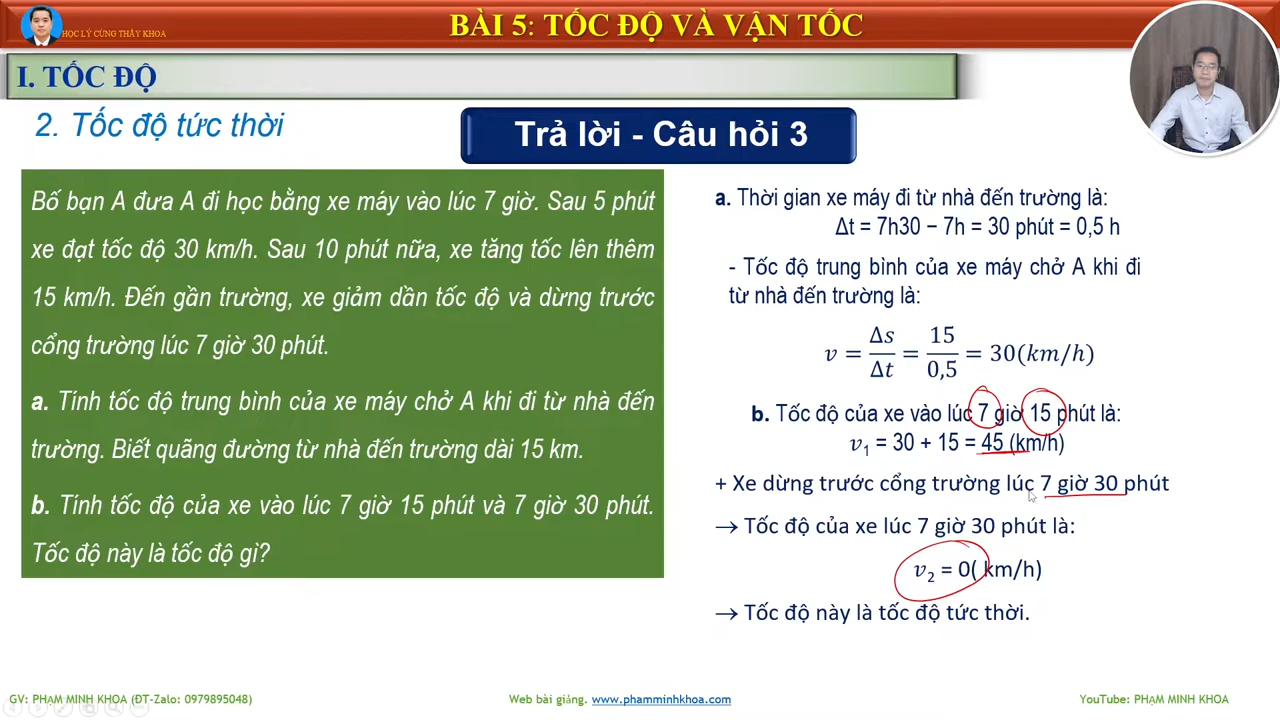 HỌC LÝ CÙNG THẦY KHOA
BÀI 5: TỐC ĐỘ VÀ VẬN TỐC
I. TỐC ĐỘ
2. Tốc độ tức thời
Trả lời - Câu hỏi 3
Bố bạn A đưa A đi học bằng xe máy vào lúc 7 giờ. Sau 5 phút
xe đạt tốc độ 30 km/h. Sau 10 phút nữa, xe tăng tốc lên thêm
15 km/h. Đến gần trường, xe giảm dần tốc độ và dừng trước
cổng trường lúc 7 giờ 30 phút.
a. Tính tốc độ trung bình của xe máy chở A khi đi từ nhà đến
trường. Biết quãng đường từ nhà đến trường dài 15 km.
b. Tính tốc độ của xe vào lúc 7 giờ 15 phút và 7 giờ 30 phút.
Tốc độ này là tốc độ gì?
a. Thời gian xe máy đi từ nhà đến trường là:
Δt = 7h30 − 7h = 30 phút = 0,5 h
- Tốc độ trung bình của xe máy chở A khi đi
từ nhà đến trường là:
v = Δs/Δt = 15/0,5 = 30(km/h)
b. Tốc độ của xe vào lúc 7 giờ 15 phút là:
v₁ = 30 + 15 = 45 (km/h)
+ Xe dừng trước cổng trường lúc 7 giờ 30 phút
→ Tốc độ của xe lúc 7 giờ 30 phút là:
v₂ = 0( km/h)
→ Tốc độ này là tốc độ tức thời.
GV: PHẠM MINH KHOA (ĐT-Zalo: 0979895048)
Web bài giảng. www.phamminhkhoa.com
YouTube: PHẠM MINH KHOA